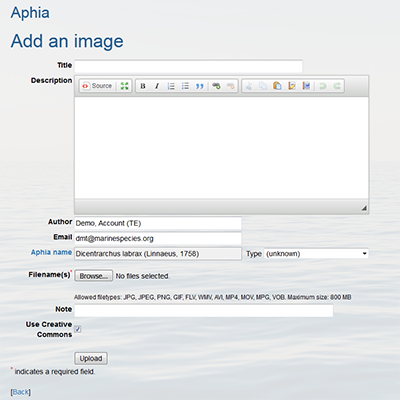 Aphia
Add an image
Title
Description
Source B I
Author Demo, Account (TE)
Email dmt@marinespecies.org
Aphia name Dicentrarchus labrax (Linnaeus, 1758) Type (unknown)
Filename(s)* Browse... No files selected.
Allowed filetypes: JPG, JPEG, PNG, GIF, FLV, WMV, AVI, MP4, MOV, MPG, VOB. Maximum size: 800 MB
Note
Use Creative
Commons
Upload
* indicates a required field.
[Back]